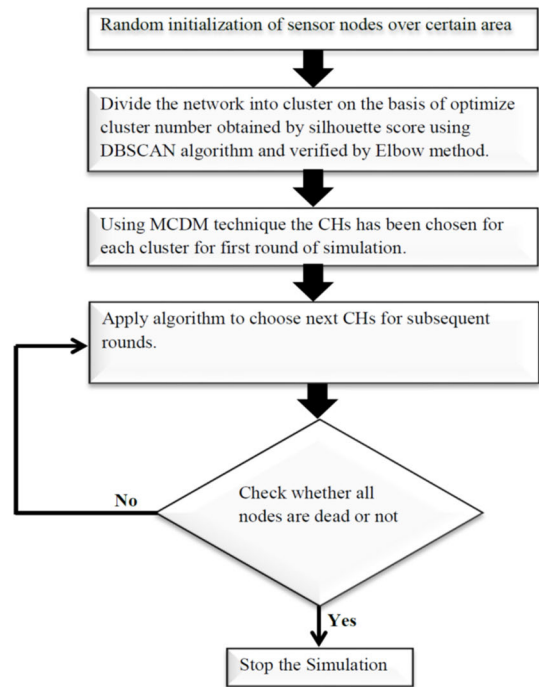 Random initialization of sensor nodes over certain area
Divide the network into cluster on the basis of optimize
cluster number obtained by silhouette score using
DBSCAN algorithm and verified by Elbow method.
Using MCDM technique the CHs has been chosen for
each cluster for first round of simulation.
Apply algorithm to choose next CHs for subsequent
rounds.
Check whether all
nodes are dead or not
No
Yes
Stop the Simulation